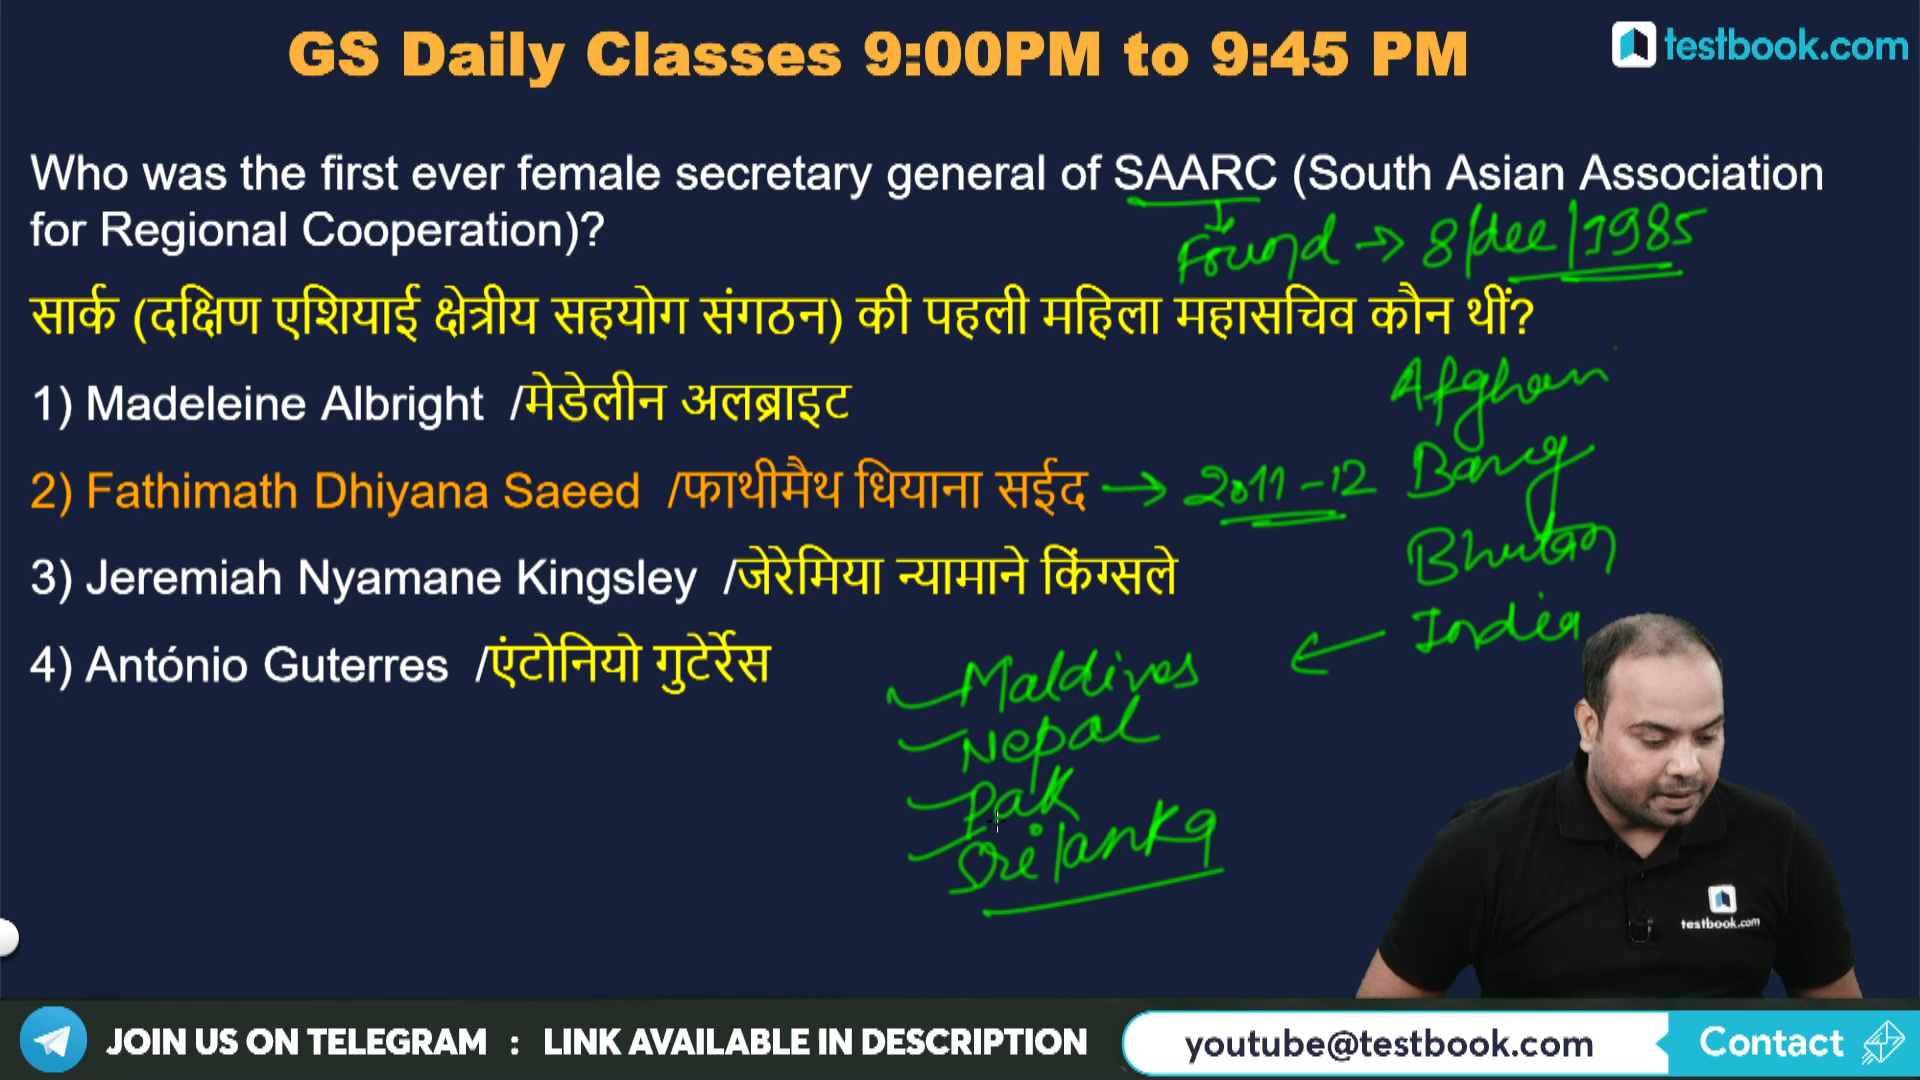 GS Daily Classes 9:00PM to 9:45 PM
testbook.com
Who was the first ever female secretary general of SAARC (South Asian Association
for Regional Cooperation)?
Found → 8/dec/1985
सार्क (दक्षिण एशियाई क्षेत्रीय सहयोग संगठन) की पहली महिला महासचिव कौन थीं?
1) Madeleine Albright /मेडेलीन अलब्राइट
2) Fathimath Dhiyana Saeed /फाथीमैथ धियाना सईद → 2011-12
3) Jeremiah Nyamane Kingsley /जेरेमिया न्यामाने किंग्सले
4) António Guterres /एंटोनियो गुटेर्रेस
Afghan
Bang
Bhutan
India
Maldives
Nepal
Pak
Srilanka
testbook.com
JOIN US ON TELEGRAM : LINK AVAILABLE IN DESCRIPTION
youtube@testbook.com
Contact